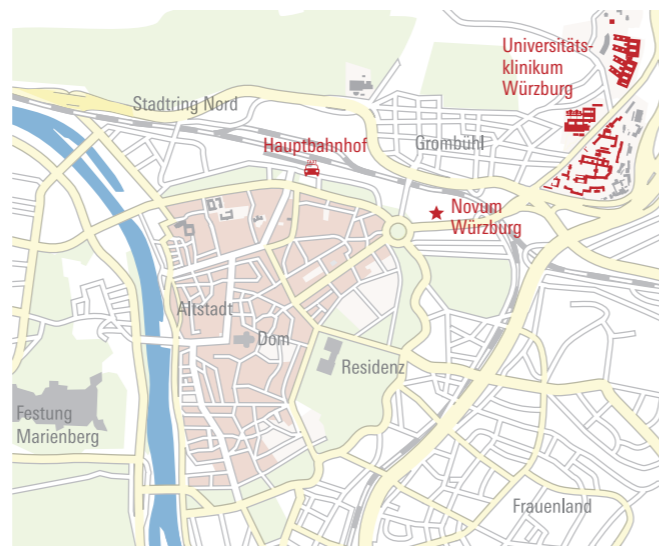 Universitäts-
klinikum
Würzburg
Stadtring Nord
Hauptbahnhof
Grombühl
Novum
Würzburg
Altstadt
Dom
Residenz
Festung
Marienberg
Frauenland